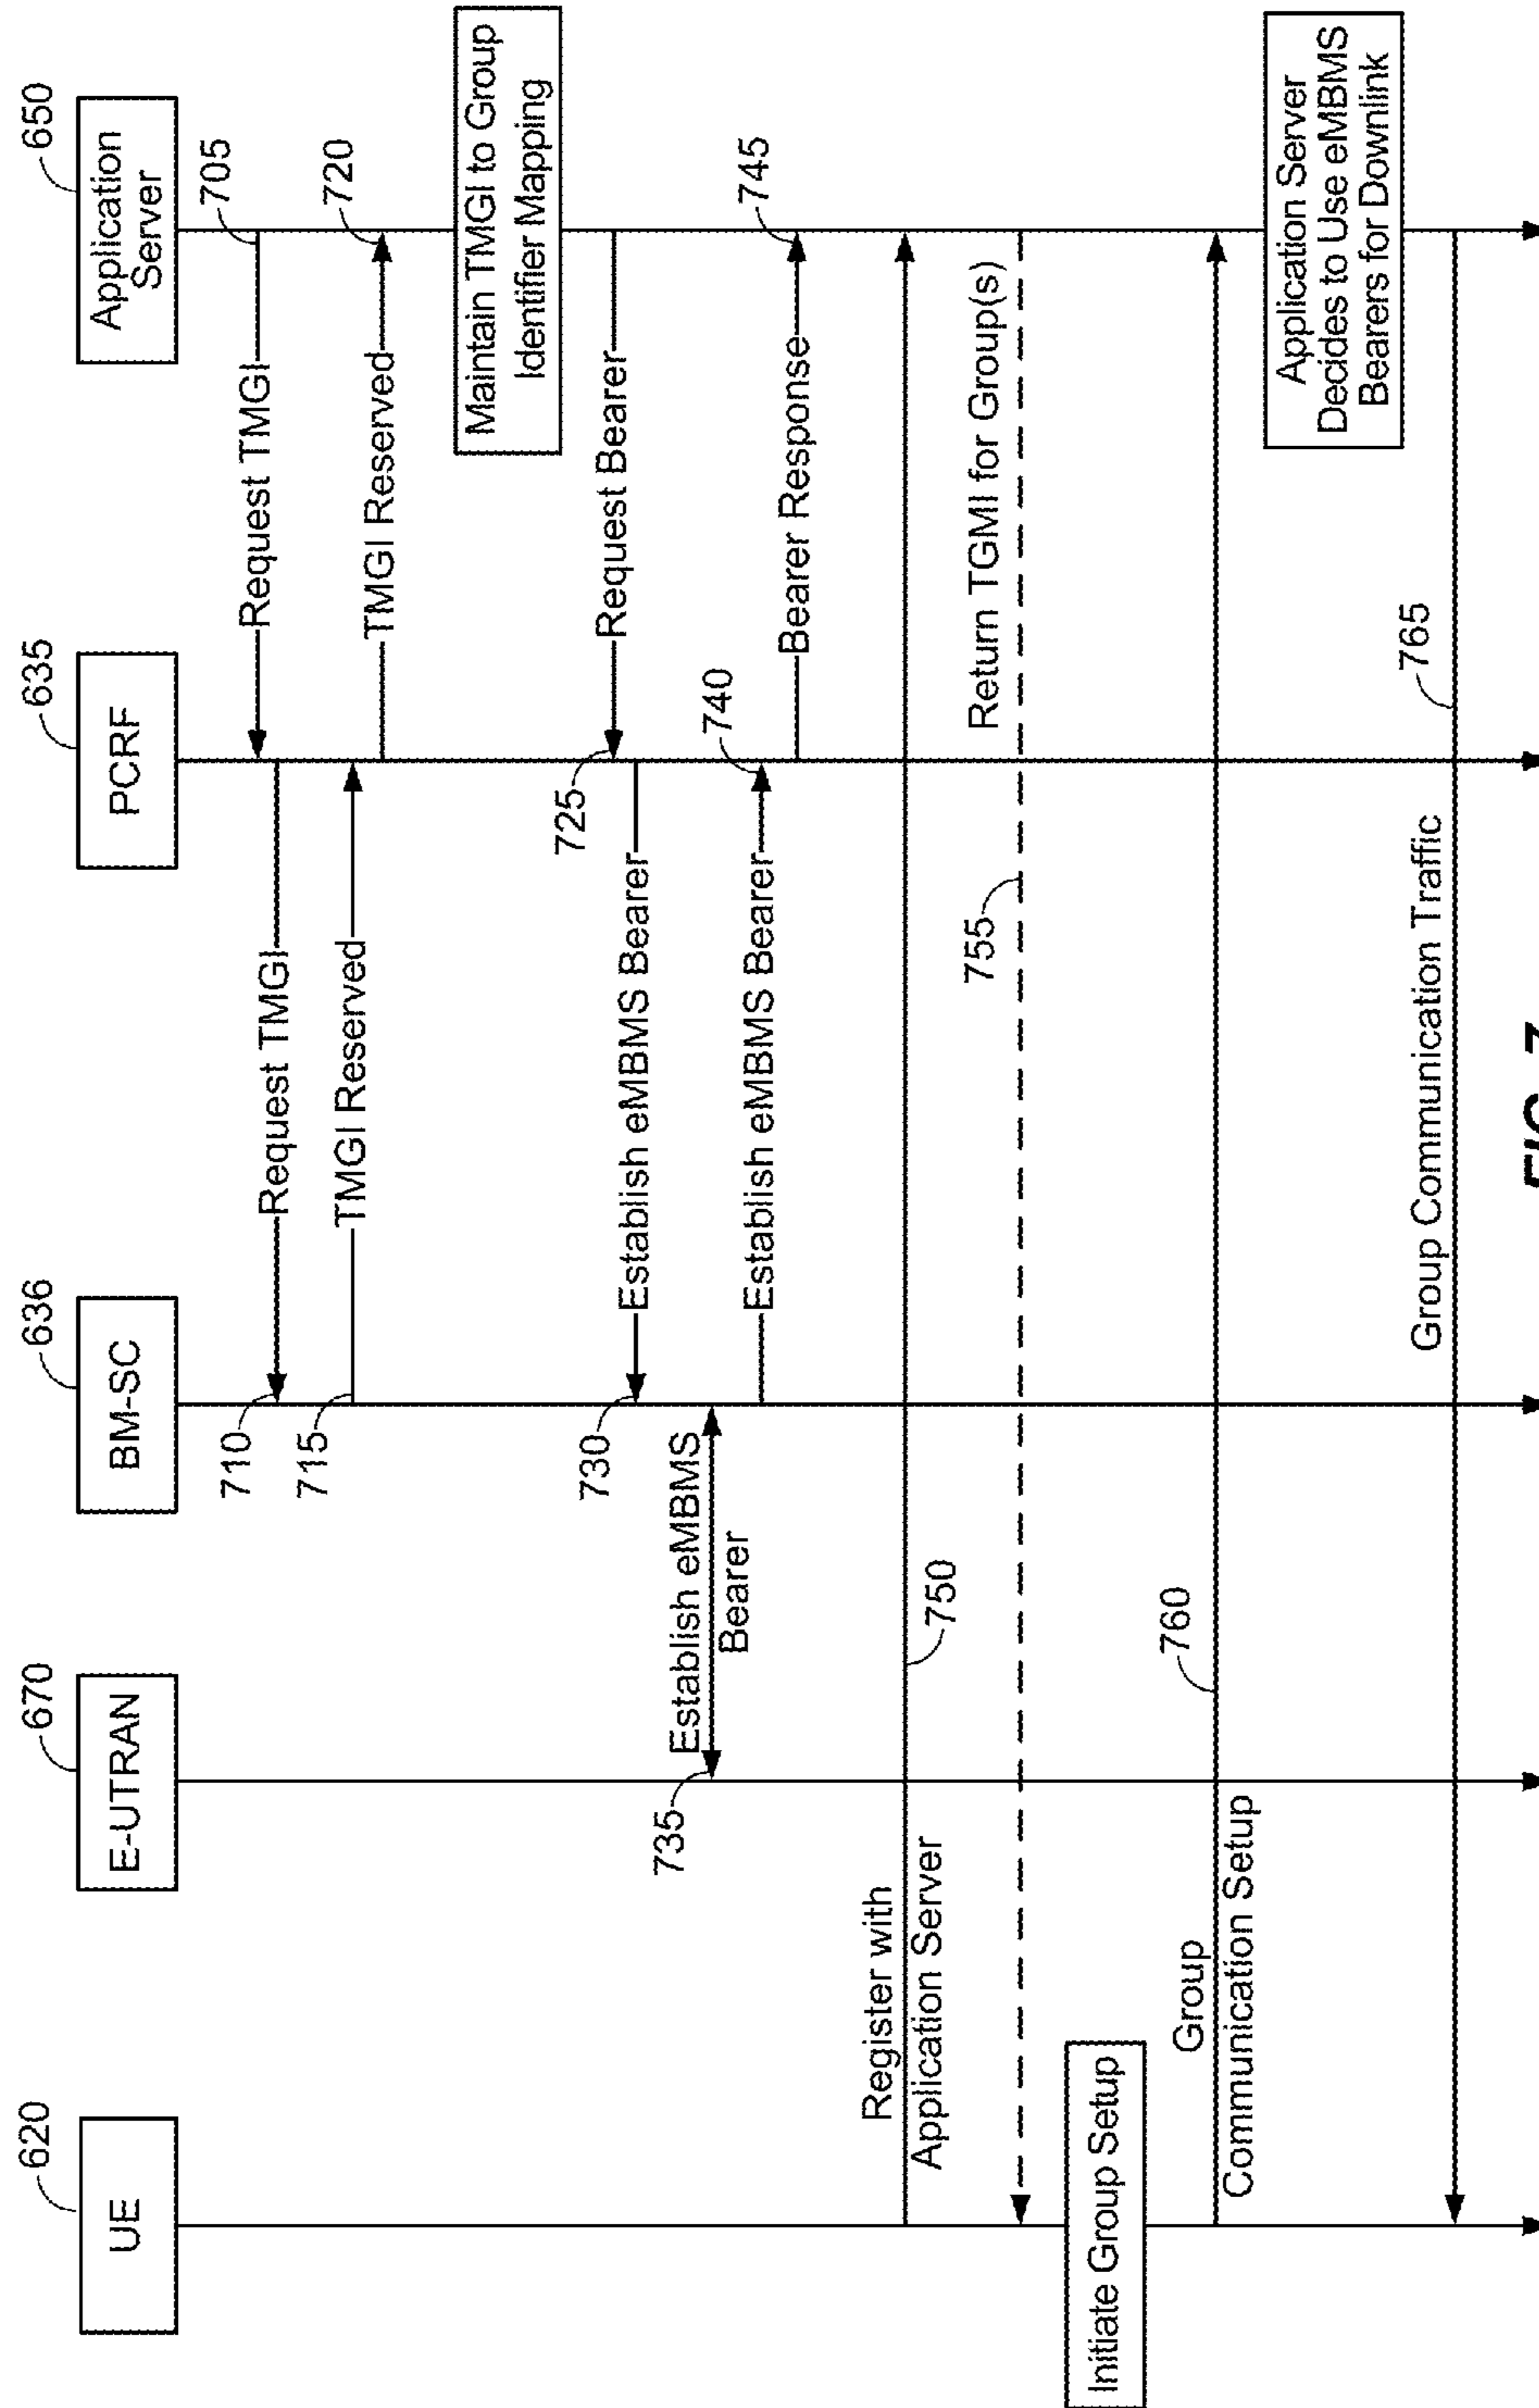 620
670
636
635
650
UE
E-UTRAN
BM-SC
PCRF
Application
Server
705
Request TMGI
Request TMGI
710
TMGI Reserved
715
TMGI Reserved
720
Maintain TMGI to Group
Identifier Mapping
Request Bearer
725
Establish eMBMS Bearer
730
Establish eMBMS
Bearer
735
Establish eMBMS Bearer
740
Bearer Response
745
Register with
Application Server
750
Return TGMI for Group(s)
755
Initiate Group Setup
Group
Communication Setup
760
Application Server
Decides to Use eMBMS
Bearers for Downlink
Group Communication Traffic
765
FIG. 7